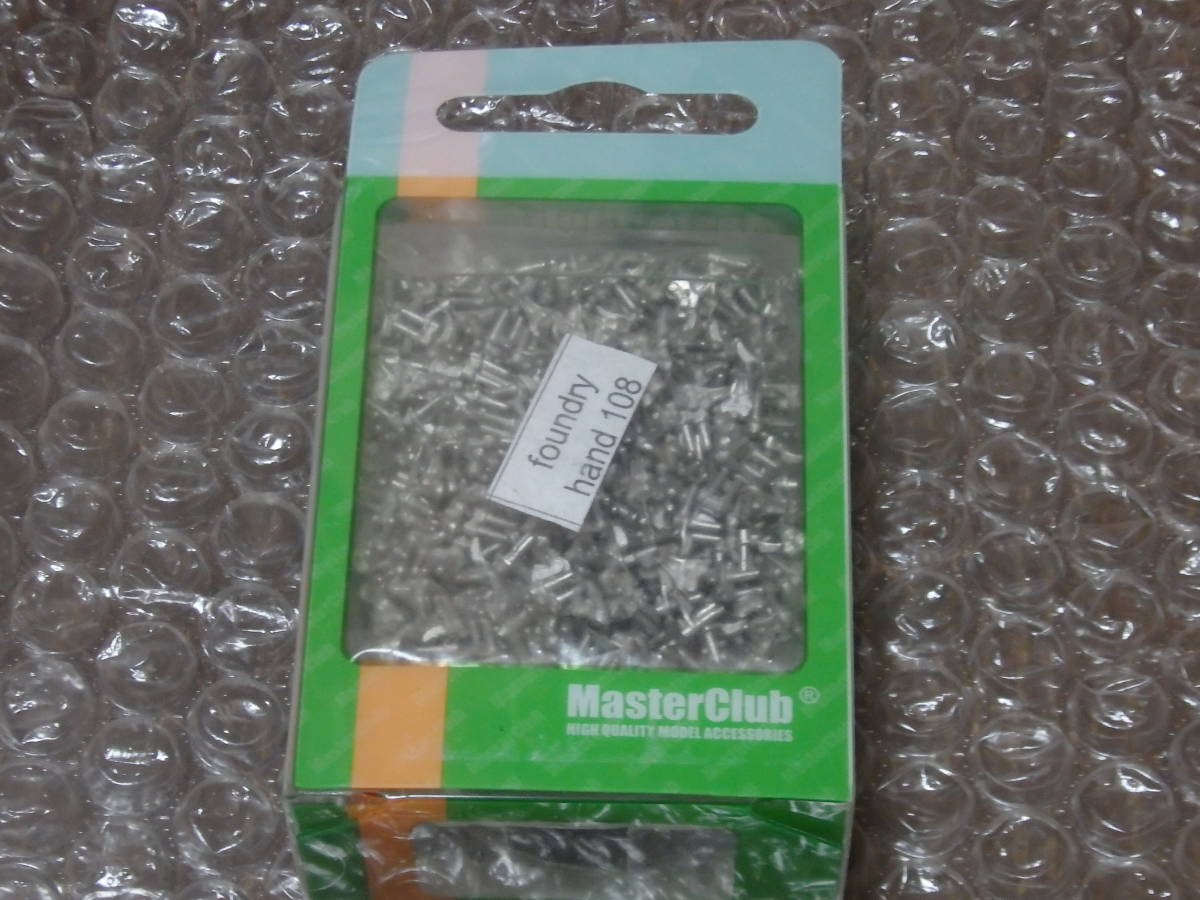 foundry
hand 108
MasterClub®
HIGH QUALITY MODEL ACCESSORIES